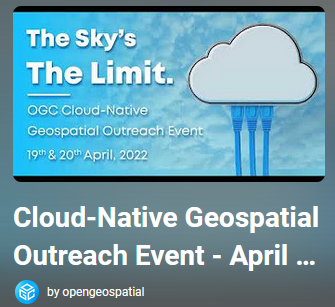 The Sky's
The Limit.
OGC Cloud-Native
Geospatial Outreach Event
19th & 20th April, 2022
Cloud-Native Geospatial
Outreach Event - April ...
by opengeospatial